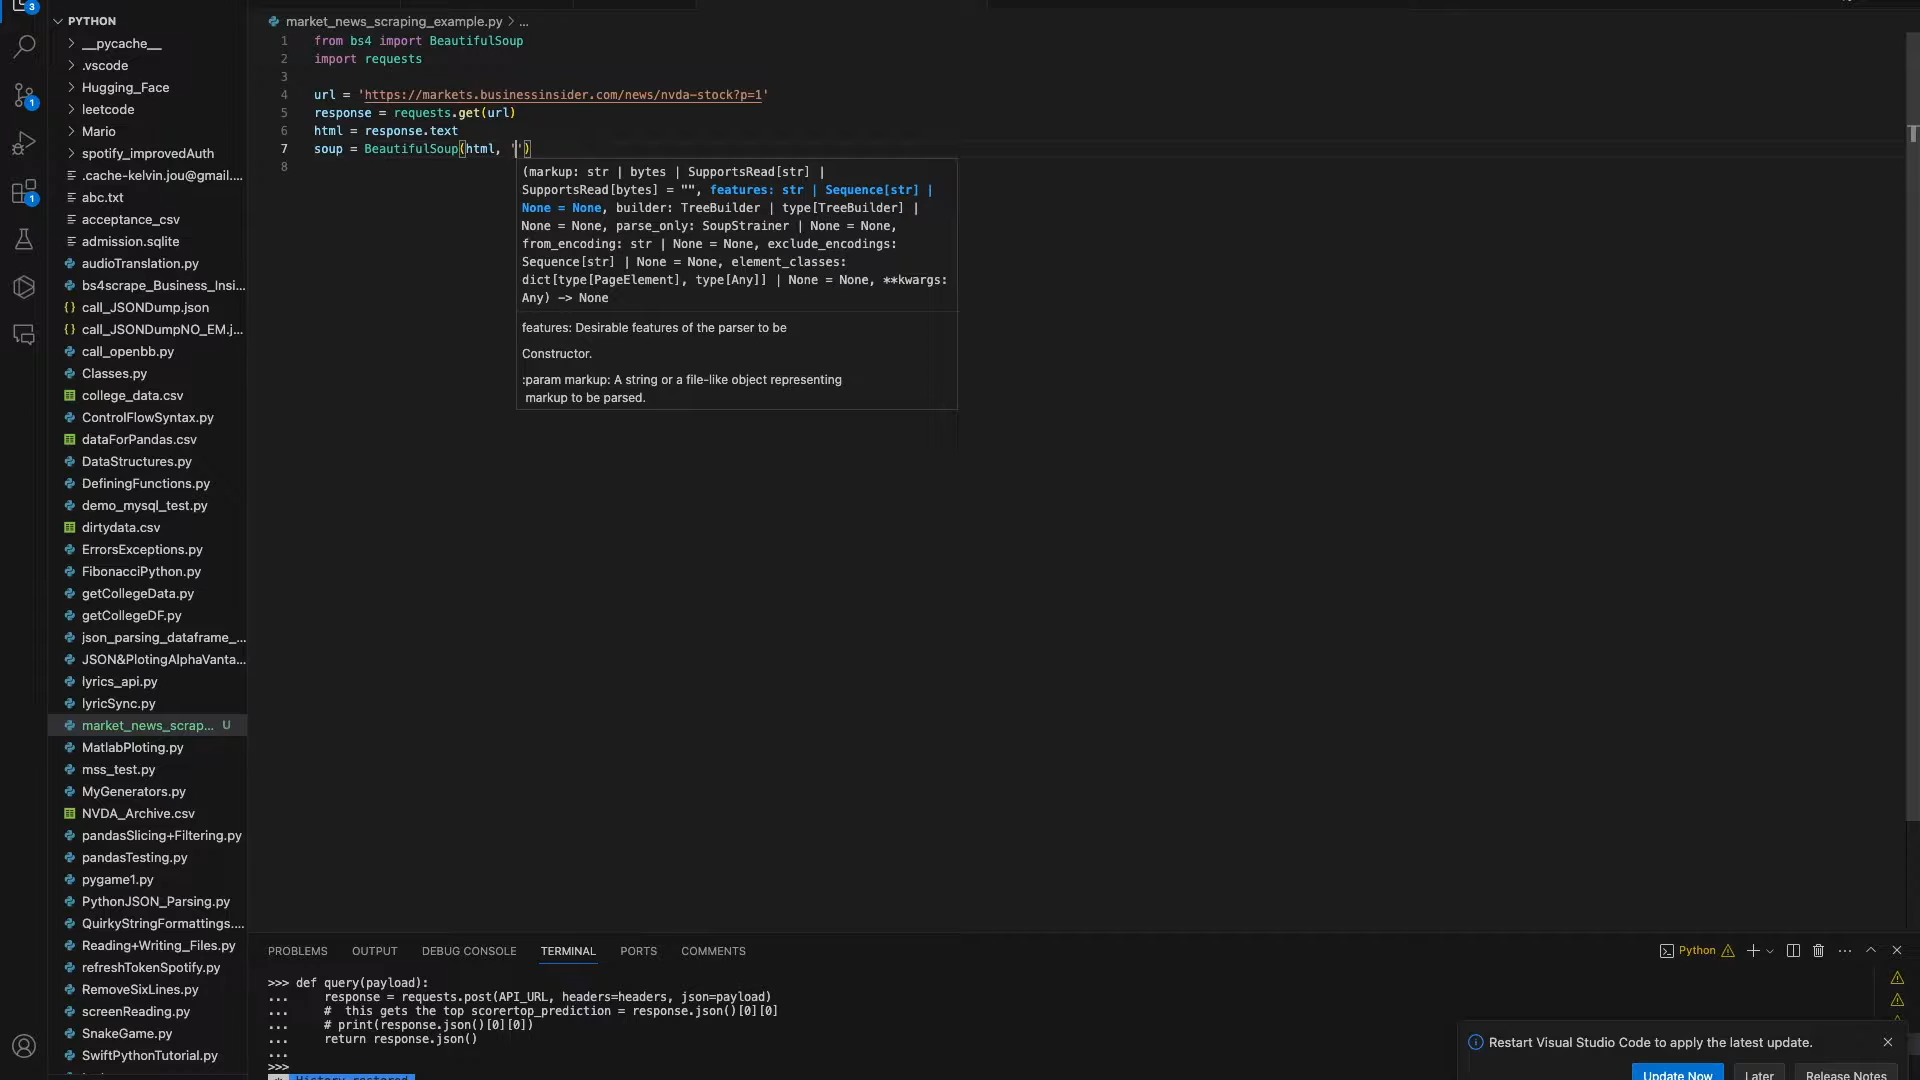 3
PYTHON
__pycache__
.vscode
Hugging_Face
leetcode
Mario
spotify_improvedAuth
.cache-kelvin.jou@gmail....
abc.txt
acceptance_csv
admission.sqlite
audioTranslation.py
bs4scrape_Business_Insi...
{} call_JSONDump.json
{} call_JSONDumpNO_EM.j...
call_openbb.py
Classes.py
college_data.csv
ControlFlowSyntax.py
dataForPandas.csv
DataStructures.py
DefiningFunctions.py
demo_mysql_test.py
dirtydata.csv
ErrorsExceptions.py
FibonacciPython.py
getCollegeData.py
getCollegeDF.py
json_parsing_dataframe_...
JSON&PlotingAlphaVanta...
lyrics_api.py
lyricSync.py
market_news_scrap... U
MatlabPloting.py
mss_test.py
MyGenerators.py
NVDA_Archive.csv
pandasSlicing+Filtering.py
pandasTesting.py
pygame1.py
PythonJSON_Parsing.py
QuirkyStringFormattings....
Reading+Writing_Files.py
refreshTokenSpotify.py
RemoveSixLines.py
screenReading.py
SnakeGame.py
SwiftPythonTutorial.py
1
1
market_news_scraping_example.py > ...
1 from bs4 import BeautifulSoup
2 import requests
3
4 url = 'https://markets.businessinsider.com/news/nvda-stock?p=1'
5 response = requests.get(url)
6 html = response.text
7 soup = BeautifulSoup(html, '')
8
(markup: str | bytes | SupportsRead[str] |
SupportsRead[bytes] = "", features: str | Sequence[str] |
None = None, builder: TreeBuilder | type[TreeBuilder] |
None = None, parse_only: SoupStrainer | None = None,
from_encoding: str | None = None, exclude_encodings:
Sequence[str] | None = None, element_classes:
dict[type[PageElement], type[Any]] | None = None, **kwargs:
Any) -> None
features: Desirable features of the parser to be
Constructor.
:param markup: A string or a file-like object representing
markup to be parsed.
PROBLEMS OUTPUT DEBUG CONSOLE TERMINAL PORTS COMMENTS
Python
>>> def query(payload):
... response = requests.post(API_URL, headers=headers, json=payload)
... # this gets the top scorertop_prediction = response.json()[0][0]
... # print(response.json()[0][0])
... return response.json()
...
>>>
* History restored
Restart Visual Studio Code to apply the latest update.
Update Now Later Release Notes